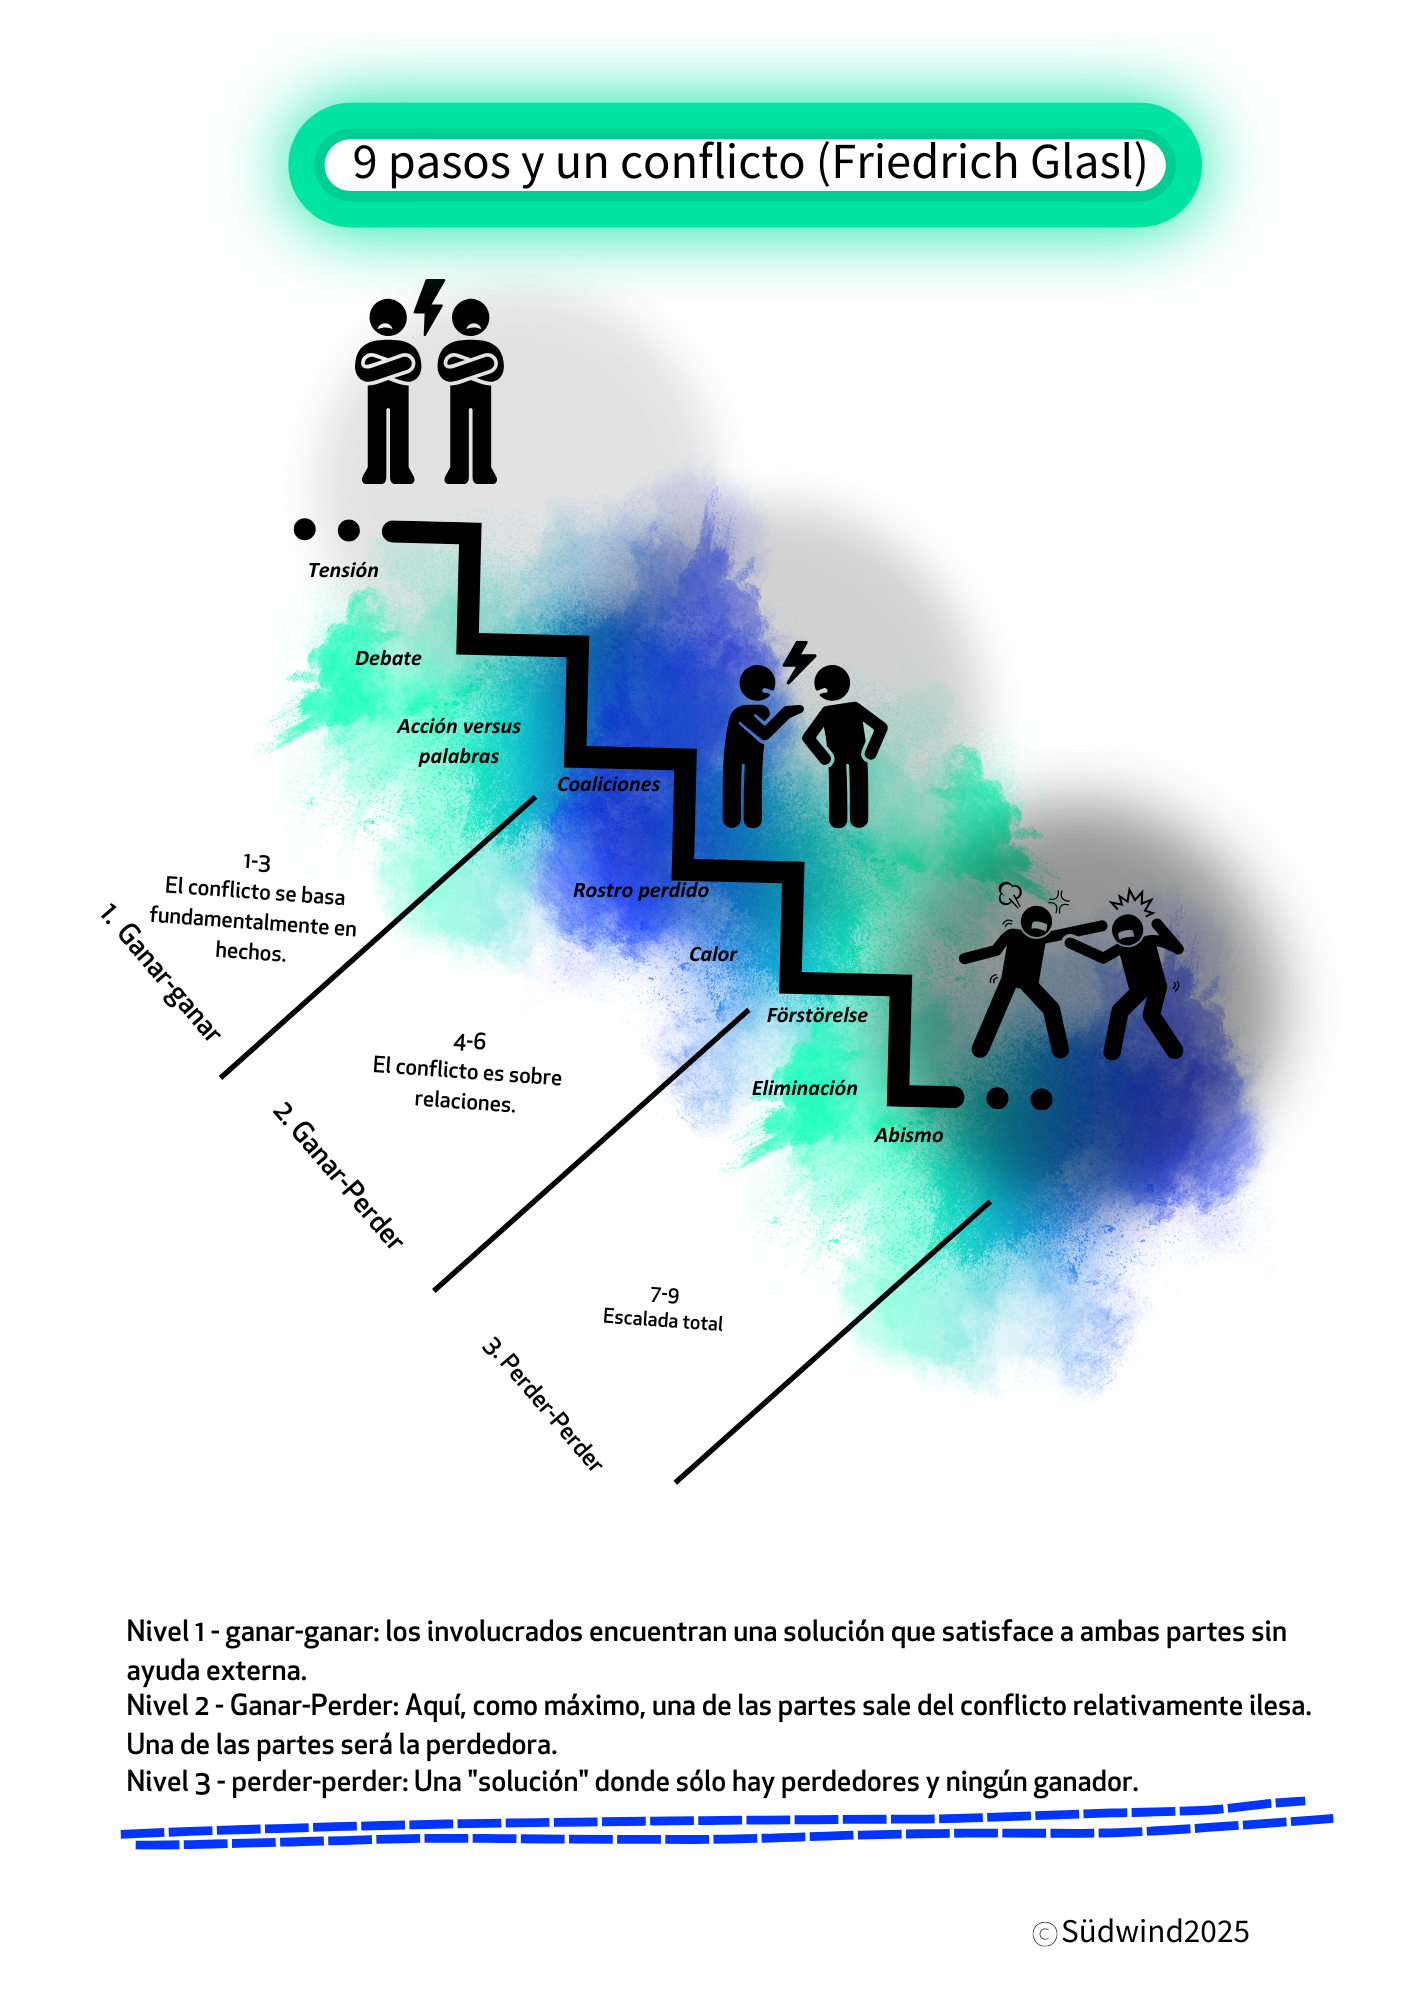 9 pasos y un conflicto (Friedrich Glasl)
Tensión
Debate
Acción versus
palabras
Coaliciones
Rostro perdido
Calor
Förstörelse
Eliminación
Abismo
1-3
El conflicto se basa
fundamentalmente en
hechos.
1. Ganar-ganar
4-6
El conflicto es sobre
relaciones.
2. Ganar-Perder
7-9
Escalada total
3. Perder-Perder
Nivel 1 - ganar-ganar: los involucrados encuentran una solución que satisface a ambas partes sin
ayuda externa.
Nivel 2 - Ganar-Perder: Aquí, como máximo, una de las partes sale del conflicto relativamente ilesa.
Una de las partes será la perdedora.
Nivel 3 - perder-perder: Una "solución" donde sólo hay perdedores y ningún ganador.
©Südwind2025